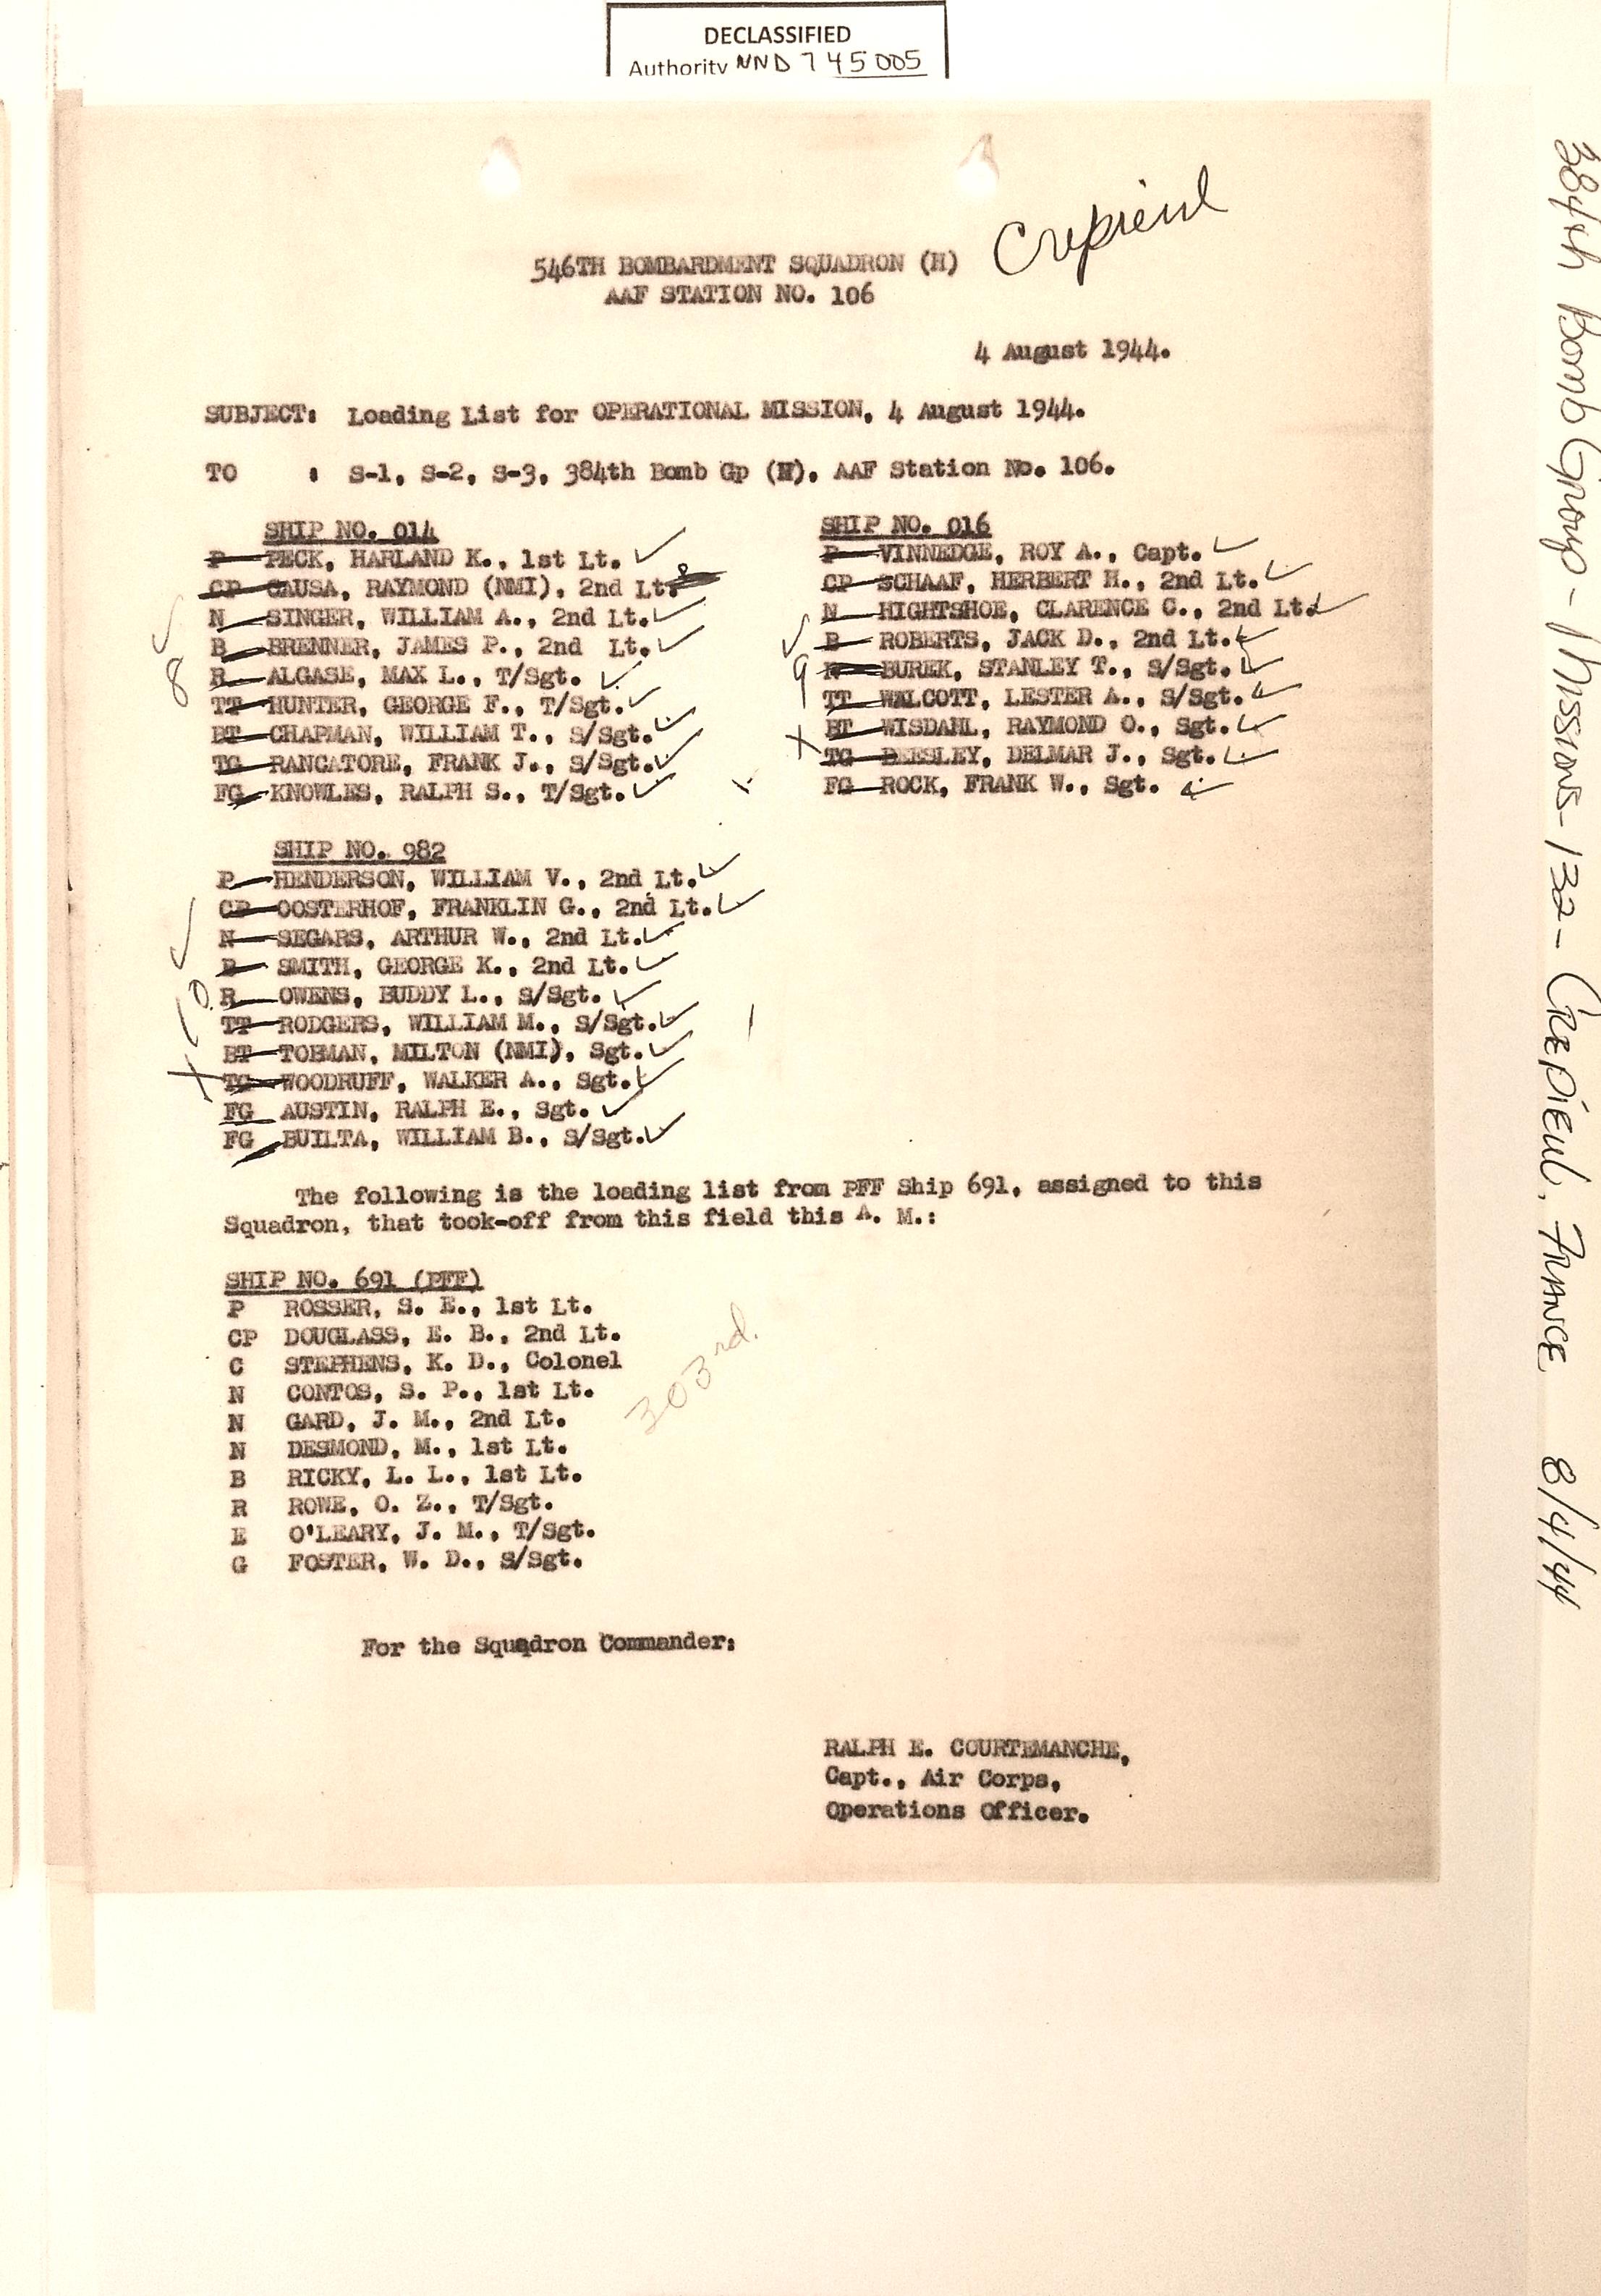 DECLASSIFIED
Authority NND 745005
Crepieul
546TH BOMBARDMENT SQUADRON (H)
AAF STATION NO. 106
4 August 1944.
SUBJECT: Loading List for OPERATIONAL MISSION, 4 August 1944.
TO : S-1, S-2, S-3, 384th Bomb Gp (H), AAF Station No. 106.
SHIP NO. 014
P PECK, HARLAND K., 1st Lt.
CP CAUSA, RAYMOND (NMI), 2nd Lt.
N SINGER, WILLIAM A., 2nd Lt.
B BRENNER, JAMES P., 2nd Lt.
R ALGASE, MAX L., T/Sgt.
TT HUNTER, GEORGE F., T/Sgt.
BT CHAPMAN, WILLIAM T., S/Sgt.
TG RANCATORE, FRANK J., S/Sgt.
FG KNOWLES, RALPH S., T/Sgt.
8
SHIP NO. 016
P VINNEDGE, ROY A., Capt.
CP SCHAAF, HERBERT H., 2nd Lt.
N HIGHTSHOE, CLARENCE C., 2nd Lt.
B ROBERTS, JACK D., 2nd Lt.
R BUREK, STANLEY T., S/Sgt.
TT WALCOTT, LESTER A., S/Sgt.
BT WISDAHL, RAYMOND O., Sgt.
TG BEESLEY, DELMAR J., Sgt.
FG ROCK, FRANK W., Sgt.
9
SHIP NO. 982
P HENDERSON, WILLIAM V., 2nd Lt.
CP OOSTERHOF, FRANKLIN G., 2nd Lt.
N SEGARS, ARTHUR W., 2nd Lt.
B SMITH, GEORGE K., 2nd Lt.
R OWENS, BUDDY L., S/Sgt.
TT RODGERS, WILLIAM M., S/Sgt.
BT TOBMAN, MILTON (NMI), Sgt.
TG WOODRUFF, WALKER A., Sgt.
FG AUSTIN, RALPH E., Sgt.
FG BUILTA, WILLIAM B., S/Sgt.
10
The following is the loading list from PFF Ship 691, assigned to this
Squadron, that took-off from this field this A. M.:
SHIP NO. 691 (PFF)
P ROSSER, S. E., 1st Lt.
CP DOUGLASS, E. B., 2nd Lt.
C STEPHENS, K. D., Colonel
N CONTOS, S. P., 1st Lt.
N GARD, J. M., 2nd Lt.
N DESMOND, M., 1st Lt.
B RICKY, L. L., 1st Lt.
R ROWE, O. Z., T/Sgt.
E O'LEARY, J. M., T/Sgt.
G FOSTER, W. D., S/Sgt.
303rd.
For the Squadron Commander:
RALPH E. COURTEMANCHE,
Capt., Air Corps,
Operations Officer.
384th Bomb Group - Missions - 132 - Crepieul, France 8/4/44